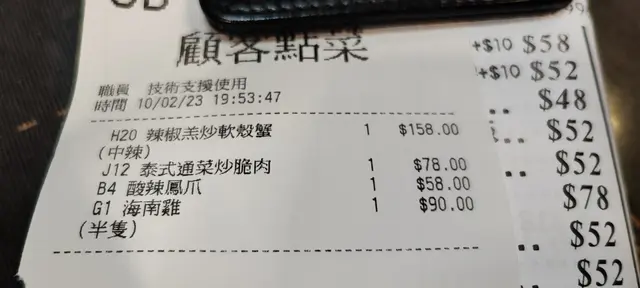 顧客點菜
職員 技術支援使用
時間 10/02/23 19:53:47
H20 辣椒羔炒軟殼蟹 1 $158.00
(中辣)
J12 泰式通菜炒脆肉 1 $78.00
B4 酸辣鳳爪 1 $58.00
G1 海南雞 1 $90.00
(半隻)
+$10 $58
+$10 $52
$48
$52
$52
$78
$52
$52